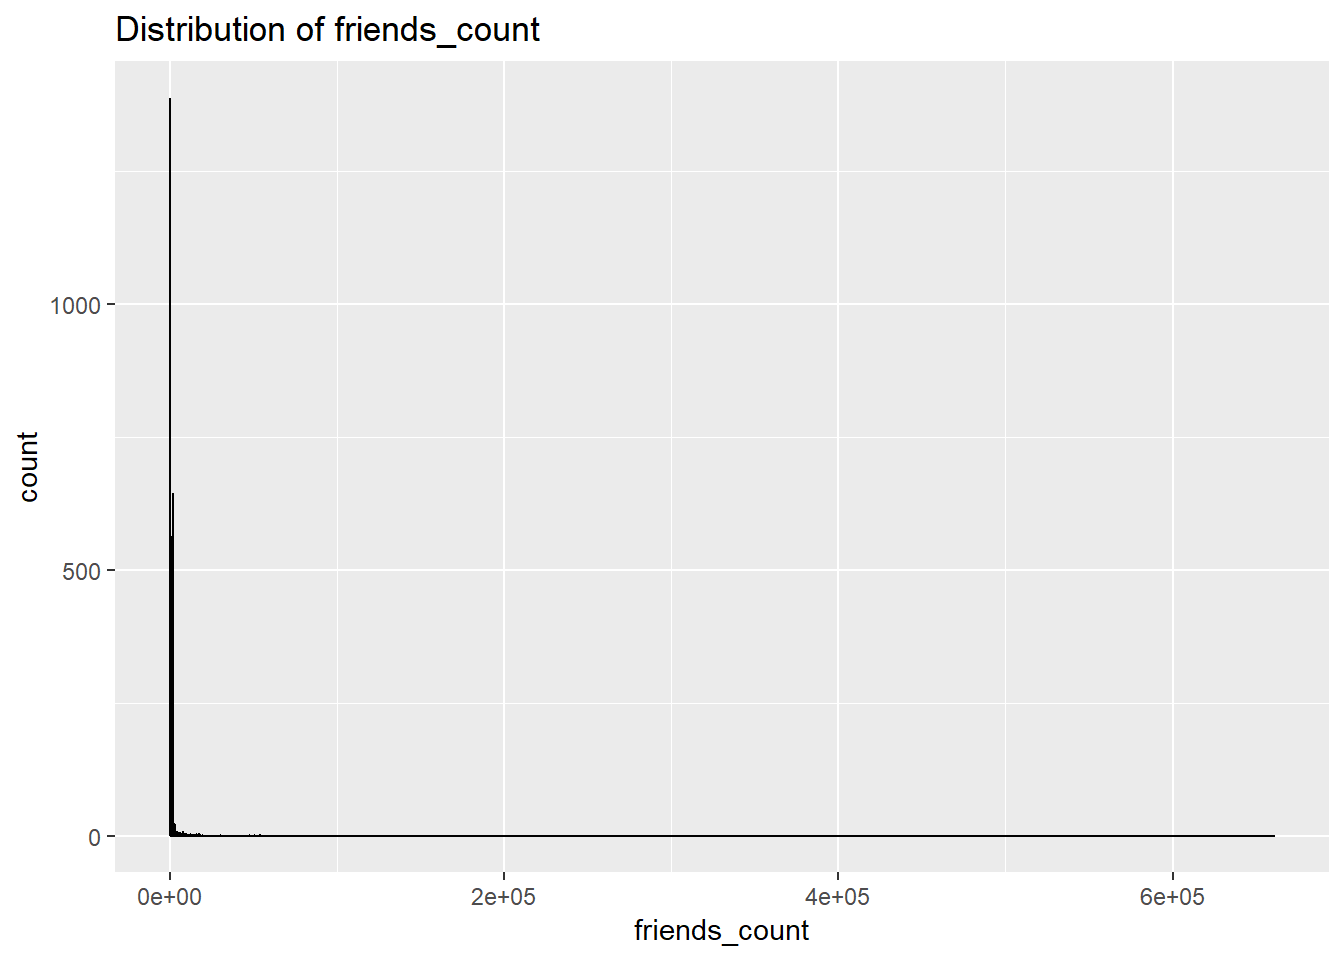 Distribution of friends_count
count
1000
500
0
0e+00 2e+05 4e+05 6e+05
friends_count